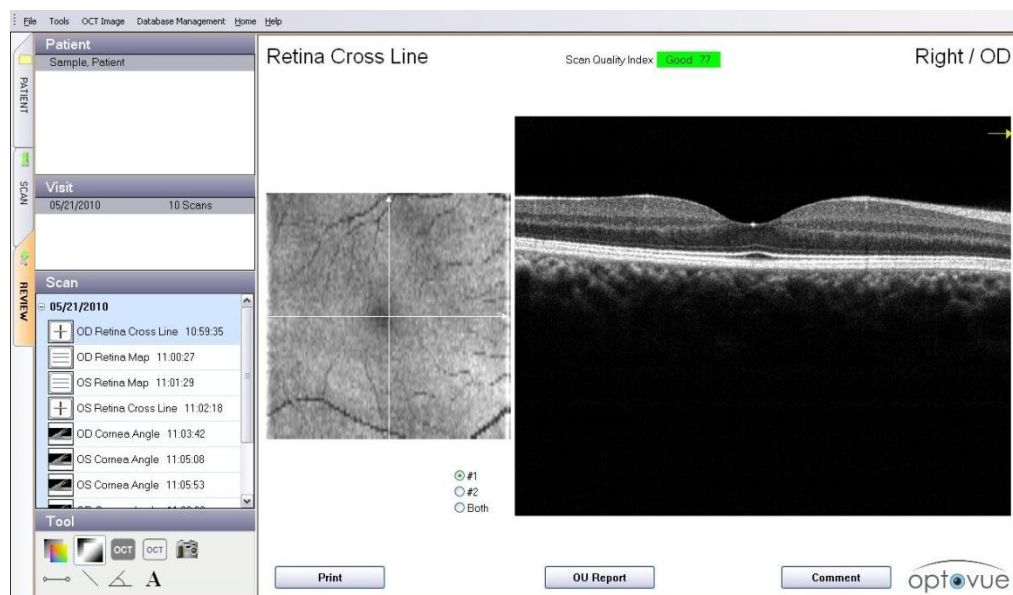 File Tools OCT Image Database Management Home Help
PATIENT
SCAN
REVIEW
Patient
Sample, Patient
Visit
05/21/2010 10 Scans
Scan
05/21/2010
OD Retina Cross Line 10:59:35
OD Retina Map 11:00:27
OS Retina Map 11:01:29
OS Retina Cross Line 11:02:18
OD Cornea Angle 11:03:42
OS Cornea Angle 11:05:08
OS Cornea Angle 11:05:53
Tool
OCT OCT
A
Retina Cross Line
Scan Quality Index Good 77
Right / OD
#1
#2
Both
Print
OU Report
Comment
optovue